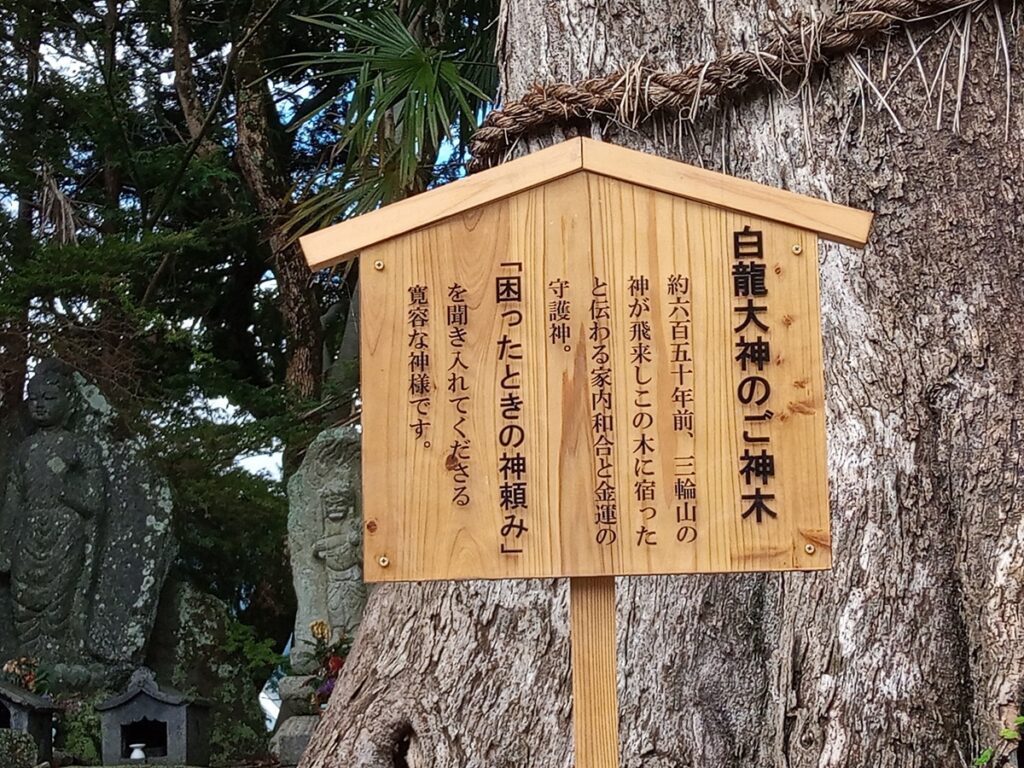 白龍大神のご神木
約六百五十年前、三輪山の
神が飛来しこの木に宿った
と伝わる家内和合と金運の
守護神。
「困ったときの神頼み」
を聞き入れてくださる
寛容な神様です。